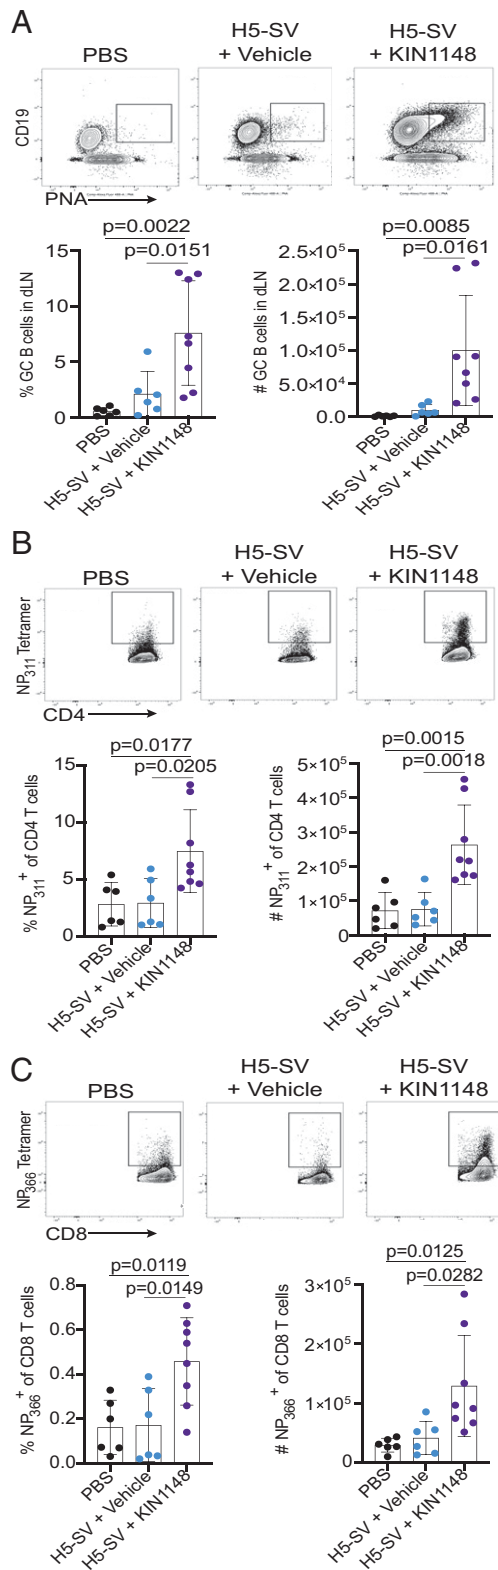 A
PBS
H5-SV
+ Vehicle
H5-SV
+ KIN1148
CD19
PNA
p=0.0022
p=0.0151
% GC B cells in dLN
15
10
5
0
PBS
H5-SV + Vehicle
H5-SV + KIN1148
p=0.0085
p=0.0161
# GC B cells in dLN
2.5×10⁵
2.0×10⁵
1.5×10⁵
1.0×10⁵
5.0×10⁴
0.0
PBS
H5-SV + Vehicle
H5-SV + KIN1148
B
PBS
H5-SV
+ Vehicle
H5-SV
+ KIN1148
NP311 Tetramer
CD4
p=0.0177
p=0.0205
% NP311+ of CD4 T cells
15
10
5
0
PBS
H5-SV + Vehicle
H5-SV + KIN1148
p=0.0015
p=0.0018
# NP311+ of CD4 T cells
5×10⁵
4×10⁵
3×10⁵
2×10⁵
1×10⁵
0
PBS
H5-SV + Vehicle
H5-SV + KIN1148
C
PBS
H5-SV
+ Vehicle
H5-SV
+ KIN1148
NP366 Tetramer
CD8
p=0.0119
p=0.0149
% NP366+ of CD8 T cells
0.8
0.6
0.4
0.2
0.0
PBS
H5-SV + Vehicle
H5-SV + KIN1148
p=0.0125
p=0.0282
# NP366+ of CD8 T cells
3×10⁵
2×10⁵
1×10⁵
0
PBS
H5-SV + Vehicle
H5-SV + KIN1148